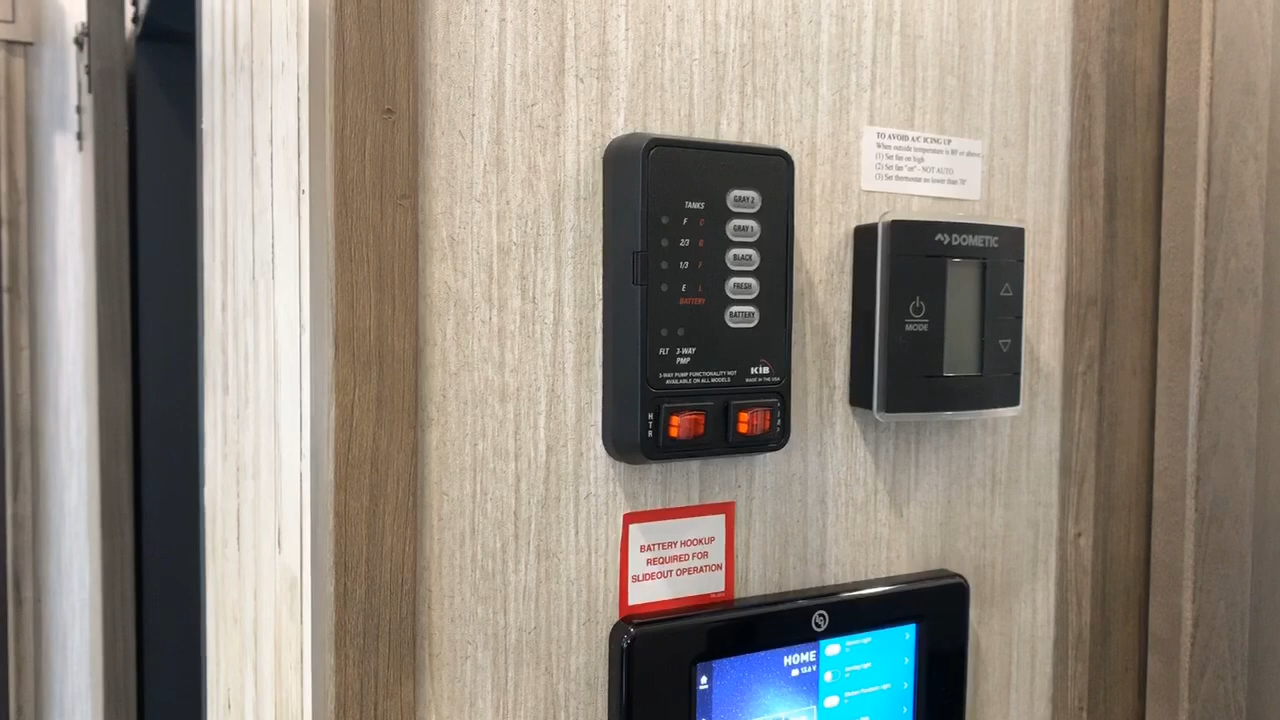 TANKS
F C
2/3 G
1/3 F
E L
BATTERY
GRAY 2
GRAY 1
BLACK
FRESH
BATTERY
FLT 3-WAY
PMP
3-WAY PUMP FUNCTIONALITY NOT
AVAILABLE ON ALL MODELS
KIB
MADE IN THE USA
HTR
TO AVOID A/C ICING UP
When outside temperature is 80° or above,
(1) Set fan on high
(2) Set fan "on" - NOT AUTO
(3) Set thermostat no lower than 70°
DOMETIC
MODE
BATTERY HOOKUP
REQUIRED FOR
SLIDEOUT OPERATION
HOME
13.6 V